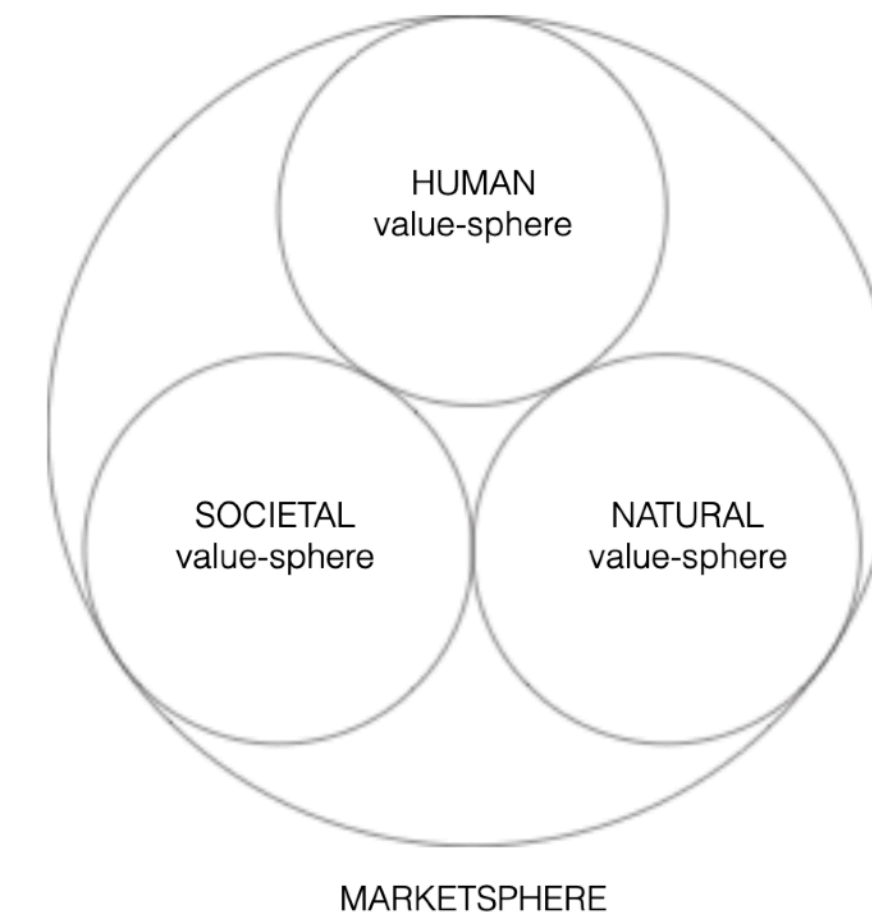 HUMAN
value-sphere
SOCIETAL
value-sphere
NATURAL
value-sphere
MARKETSPHERE